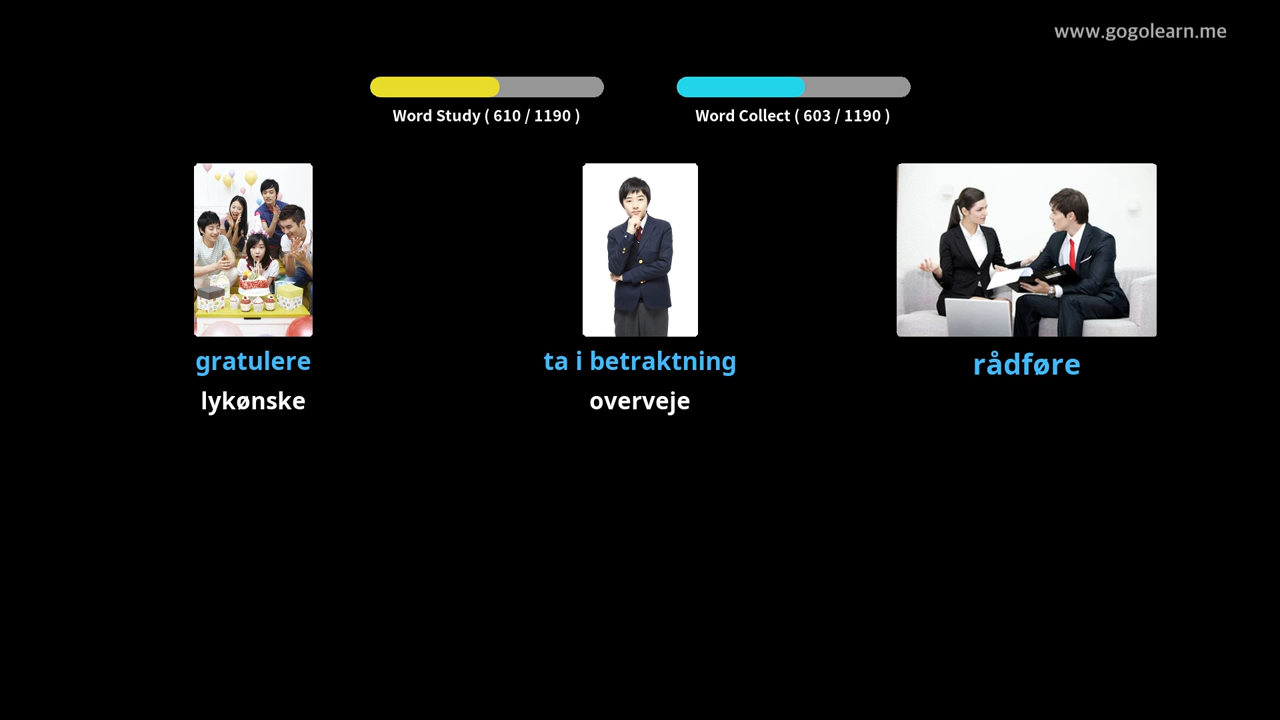 www.gogolearn.me
Word Study ( 610 / 1190 )
Word Collect ( 603 / 1190 )
gratulere
lykønske
ta i betraktning
overveje
rådføre